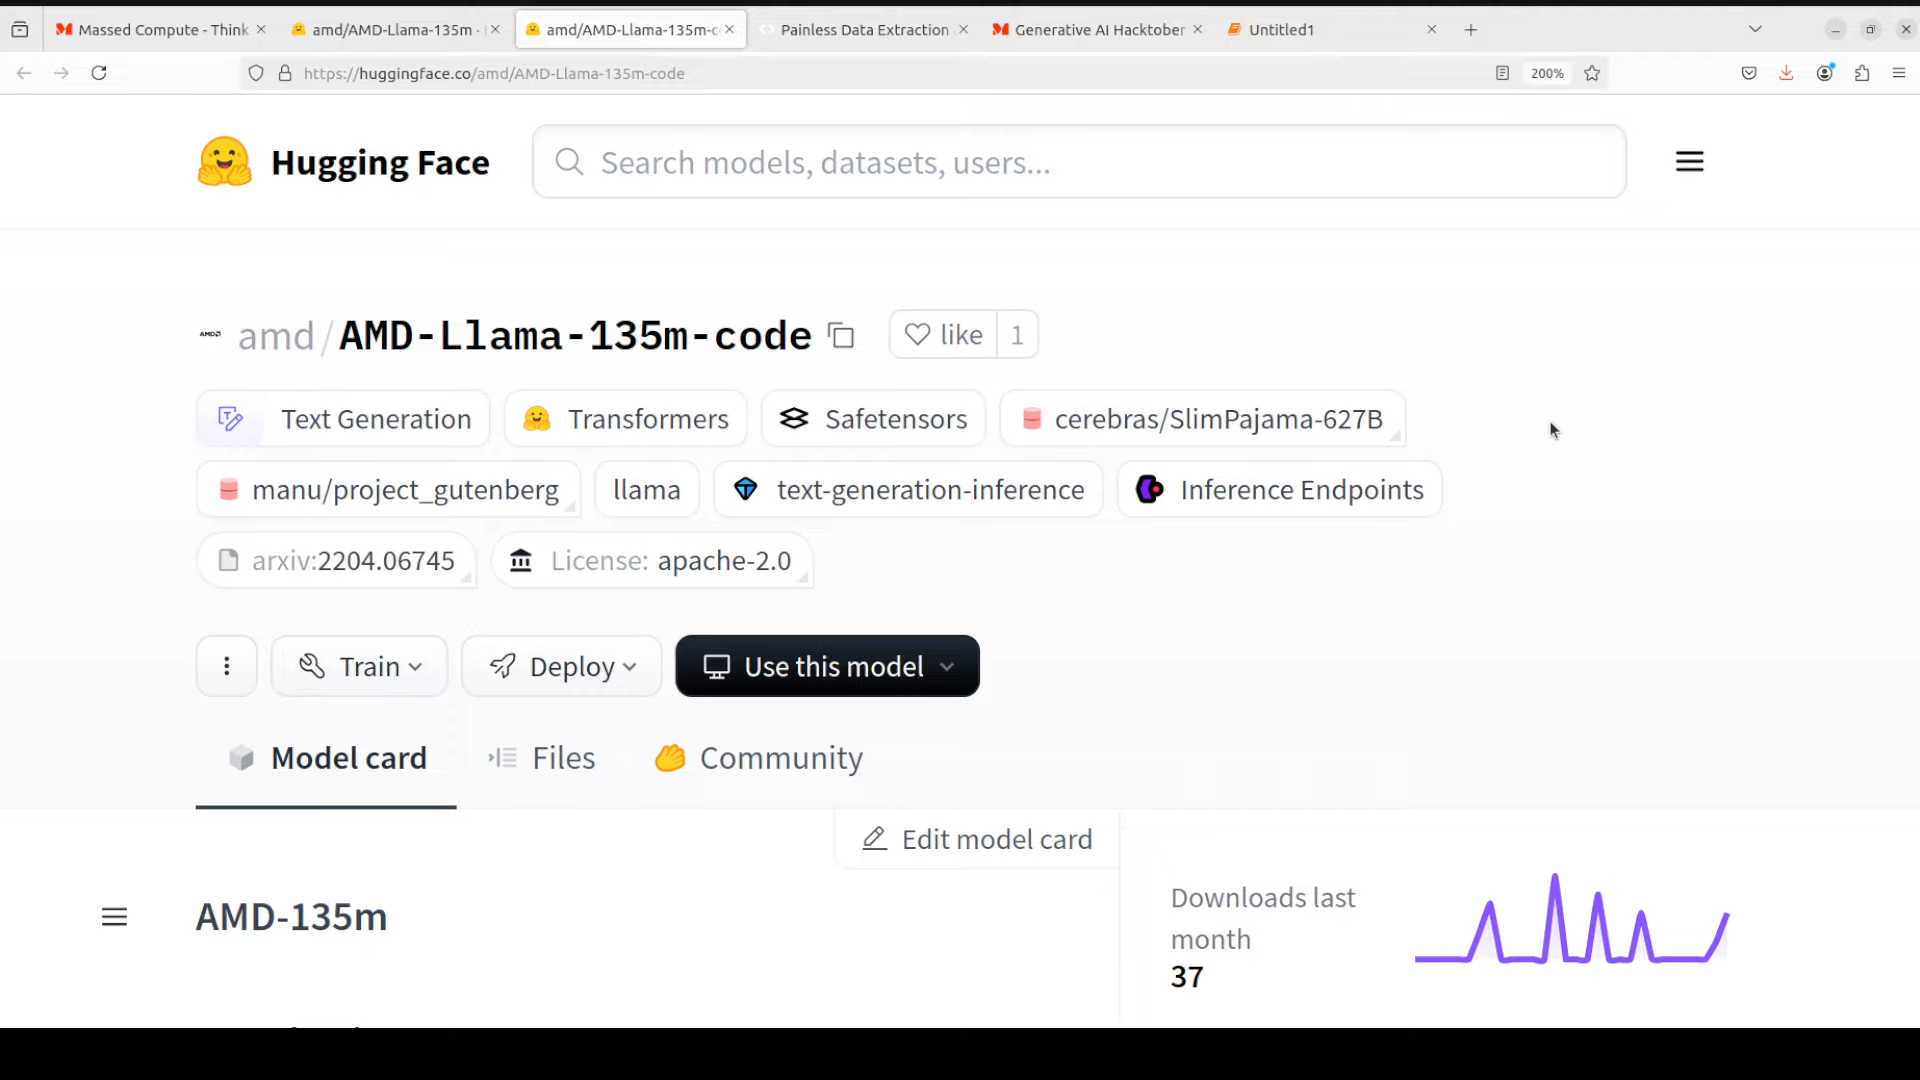 Massed Compute - Think
amd/AMD-Llama-135m ·
amd/AMD-Llama-135m-c
Painless Data Extraction
Generative AI Hacktober
Untitled1
https://huggingface.co/amd/AMD-Llama-135m-code
200%
Hugging Face
Search models, datasets, users...
AMD
amd/AMD-Llama-135m-code
like 1
Text Generation
Transformers
Safetensors
cerebras/SlimPajama-627B
manu/project_gutenberg
llama
text-generation-inference
Inference Endpoints
arxiv:2204.06745
License: apache-2.0
Train
Deploy
Use this model
Model card
Files
Community
Edit model card
AMD-135m
Downloads last
month
37